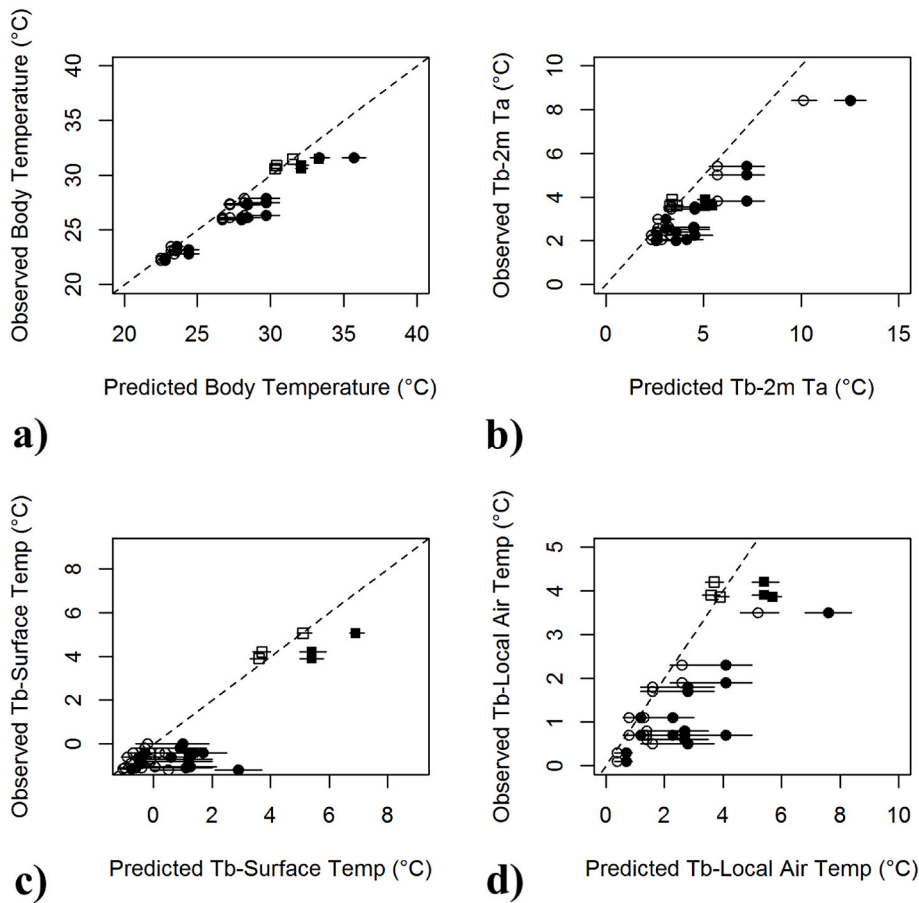 Observed Body Temperature (°C)
40
35
30
25
20
20 25 30 35 40
Predicted Body Temperature (°C)
a)
Observed Tb-2m Ta (°C)
10
8
6
4
2
0
0 5 10 15
Predicted Tb-2m Ta (°C)
b)
Observed Tb-Surface Temp (°C)
8
6
4
2
0
0 2 4 6 8
Predicted Tb-Surface Temp (°C)
c)
Observed Tb-Local Air Temp (°C)
5
4
3
2
1
0
0 2 4 6 8 10
Predicted Tb-Local Air Temp (°C)
d)